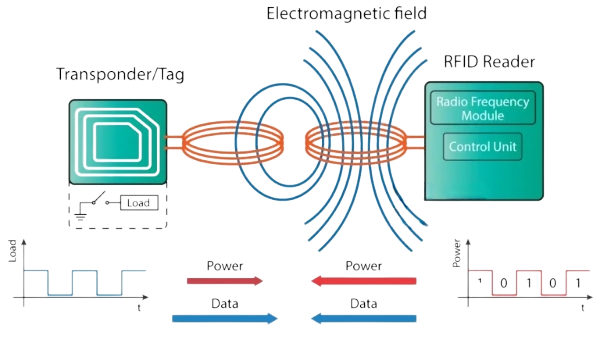 Electromagnetic field
Transponder/Tag
RFID Reader
Radio Frequency
Module
Control Unit
Load
Load
t
Power
Power
Data
Data
Power
1 0 1 0 1
t